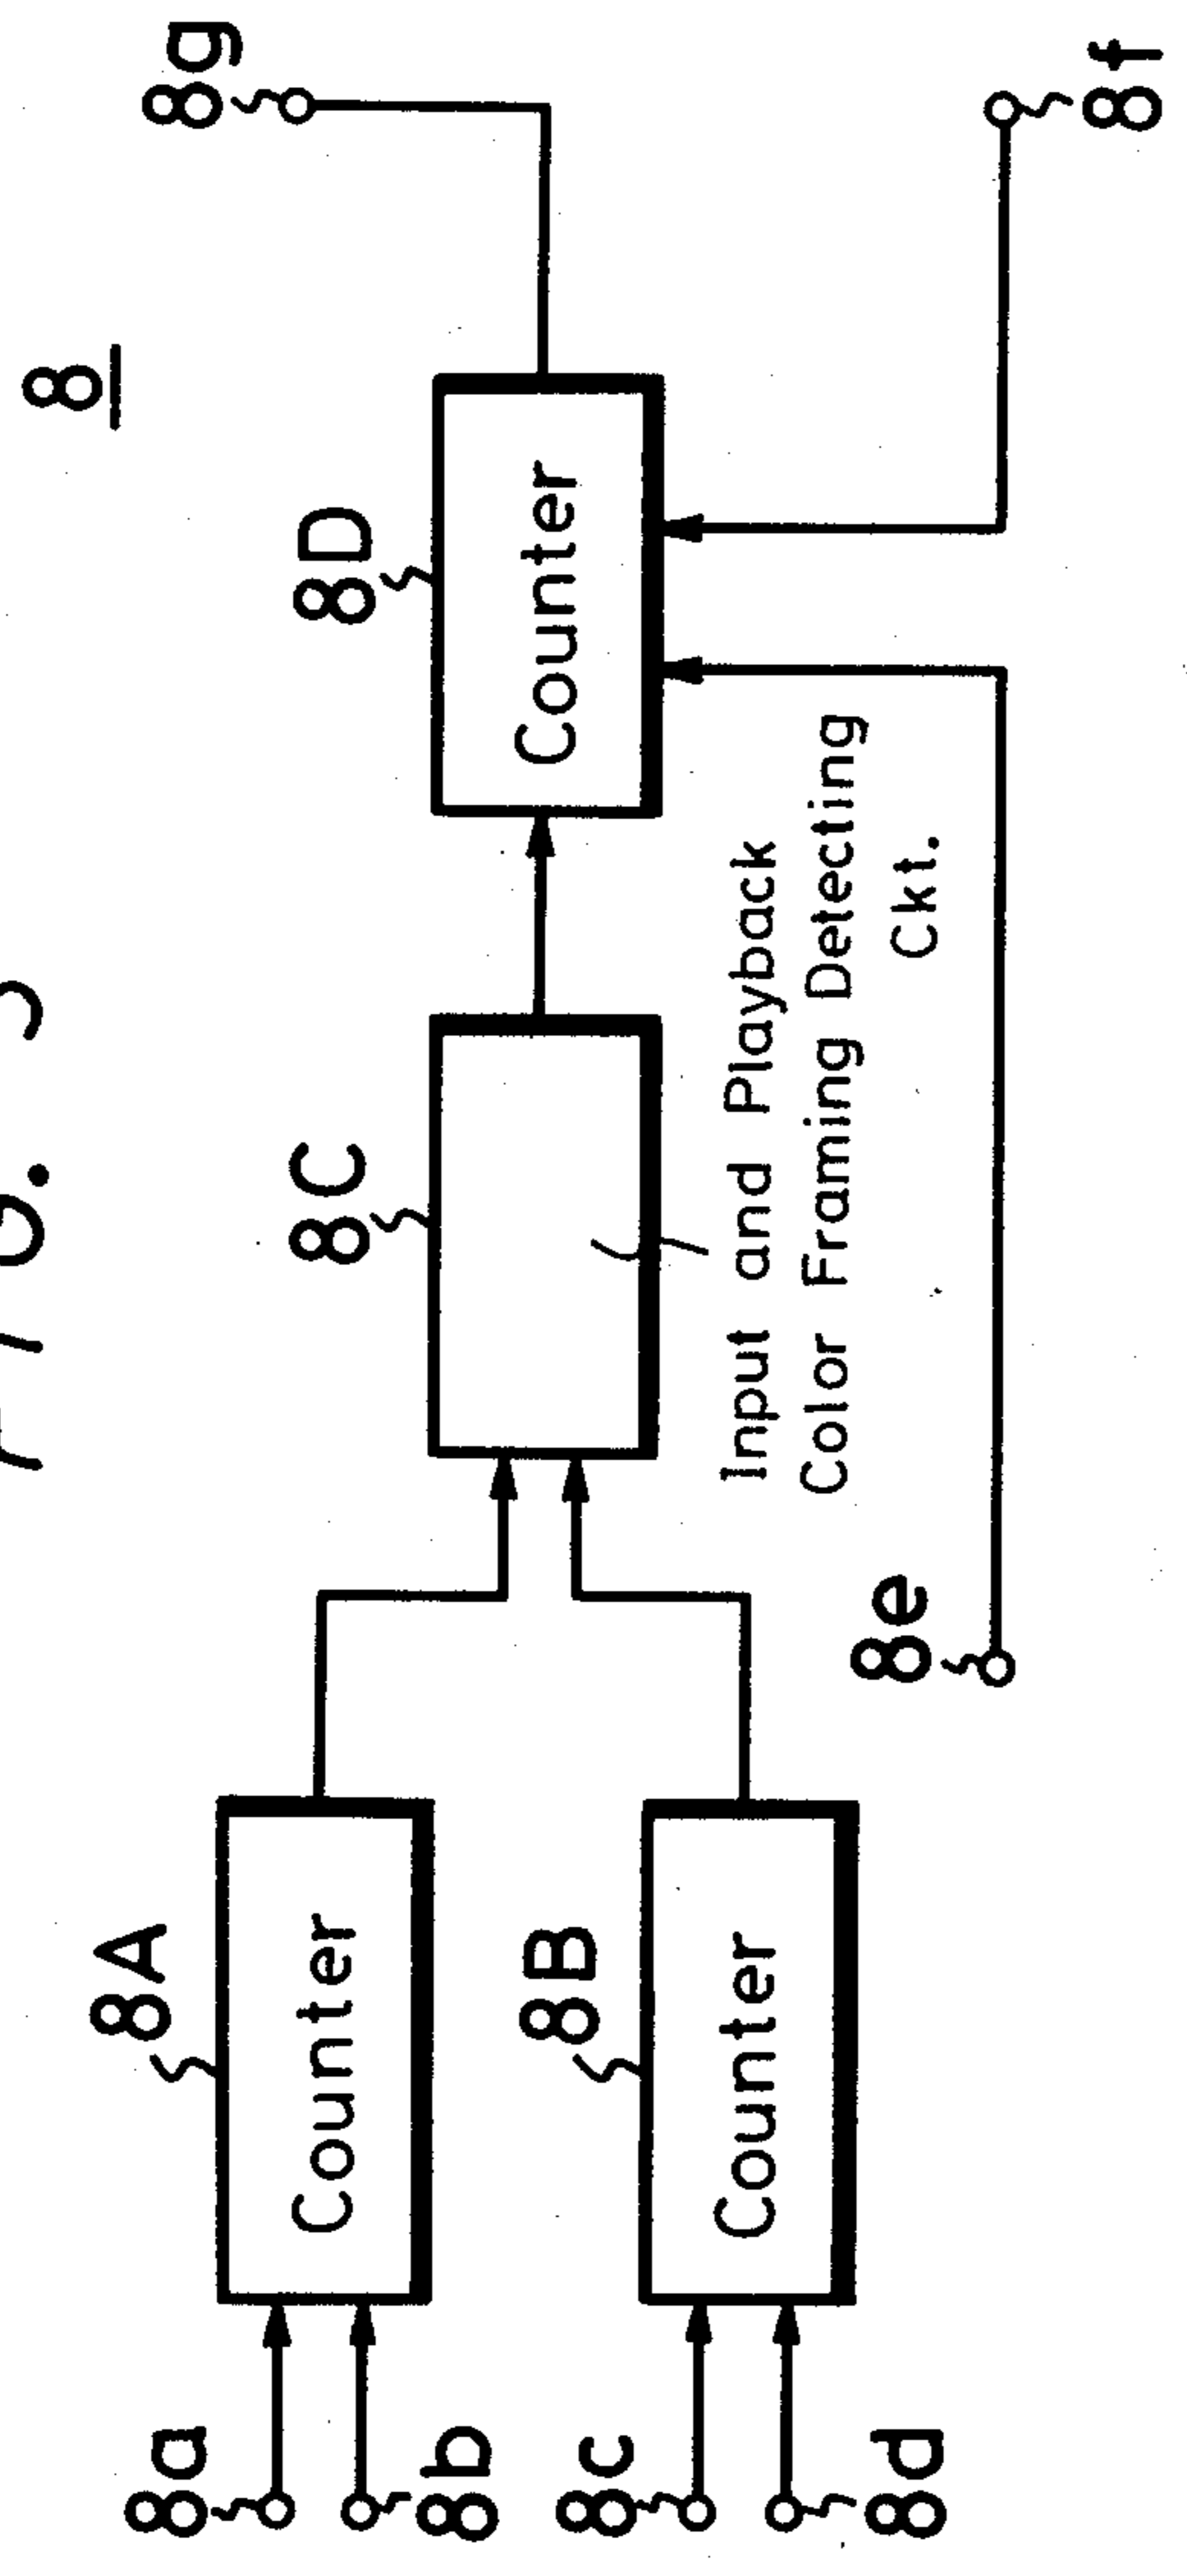 8
8g
8D
Counter
8f
8C
Input and Playback
Color Framing Detecting
Ckt.
8e
8A
Counter
8B
Counter
8a
8b
8c
8d